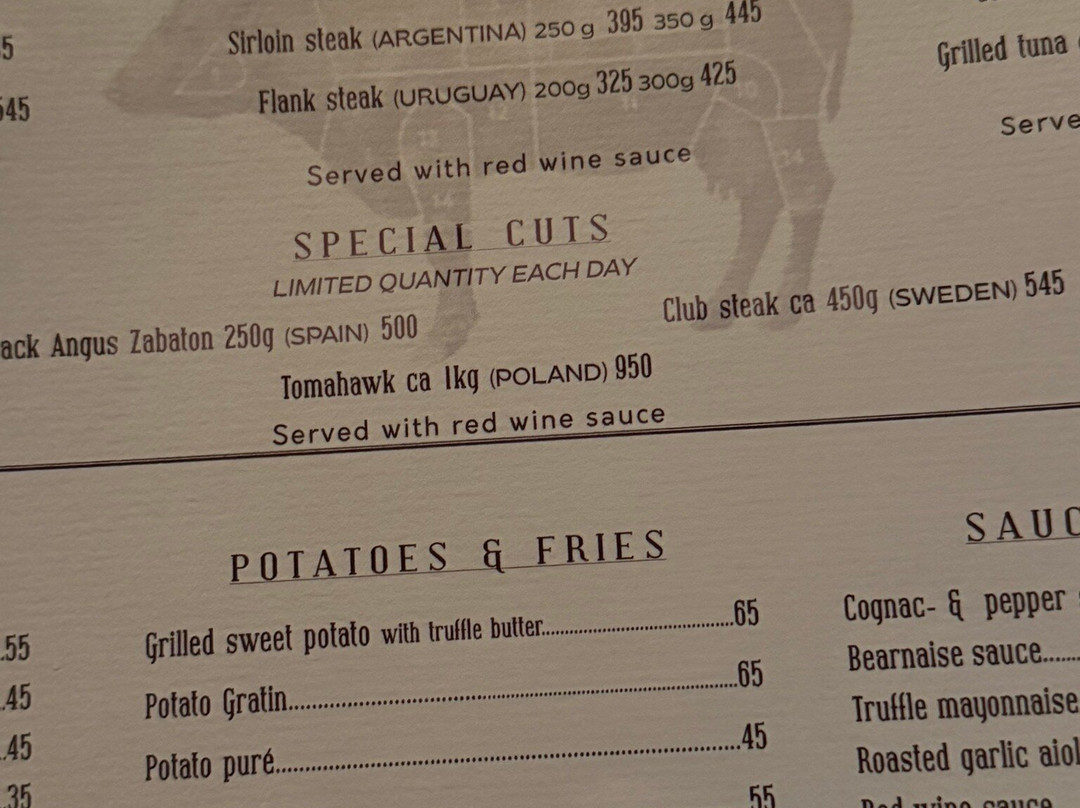 5
Sirloin steak (ARGENTINA) 250 g 395 350 g 445
545
Flank steak (URUGUAY) 200g 325 300g 425
Grilled tuna
Served with red wine sauce
Serve
SPECIAL CUTS
LIMITED QUANTITY EACH DAY
ack Angus Zabaton 250g (SPAIN) 500
Club steak ca 450g (SWEDEN) 545
Tomahawk ca 1kg (POLAND) 950
Served with red wine sauce
POTATOES & FRIES
.55
Grilled sweet potato with truffle butter..........65
.45
Potato Gratin..........65
.45
Potato puré..........45
.35
55
SAUC
Cognac- & pepper
Bearnaise sauce.......
Truffle mayonnaise
Roasted garlic aiol
Red wine sauce